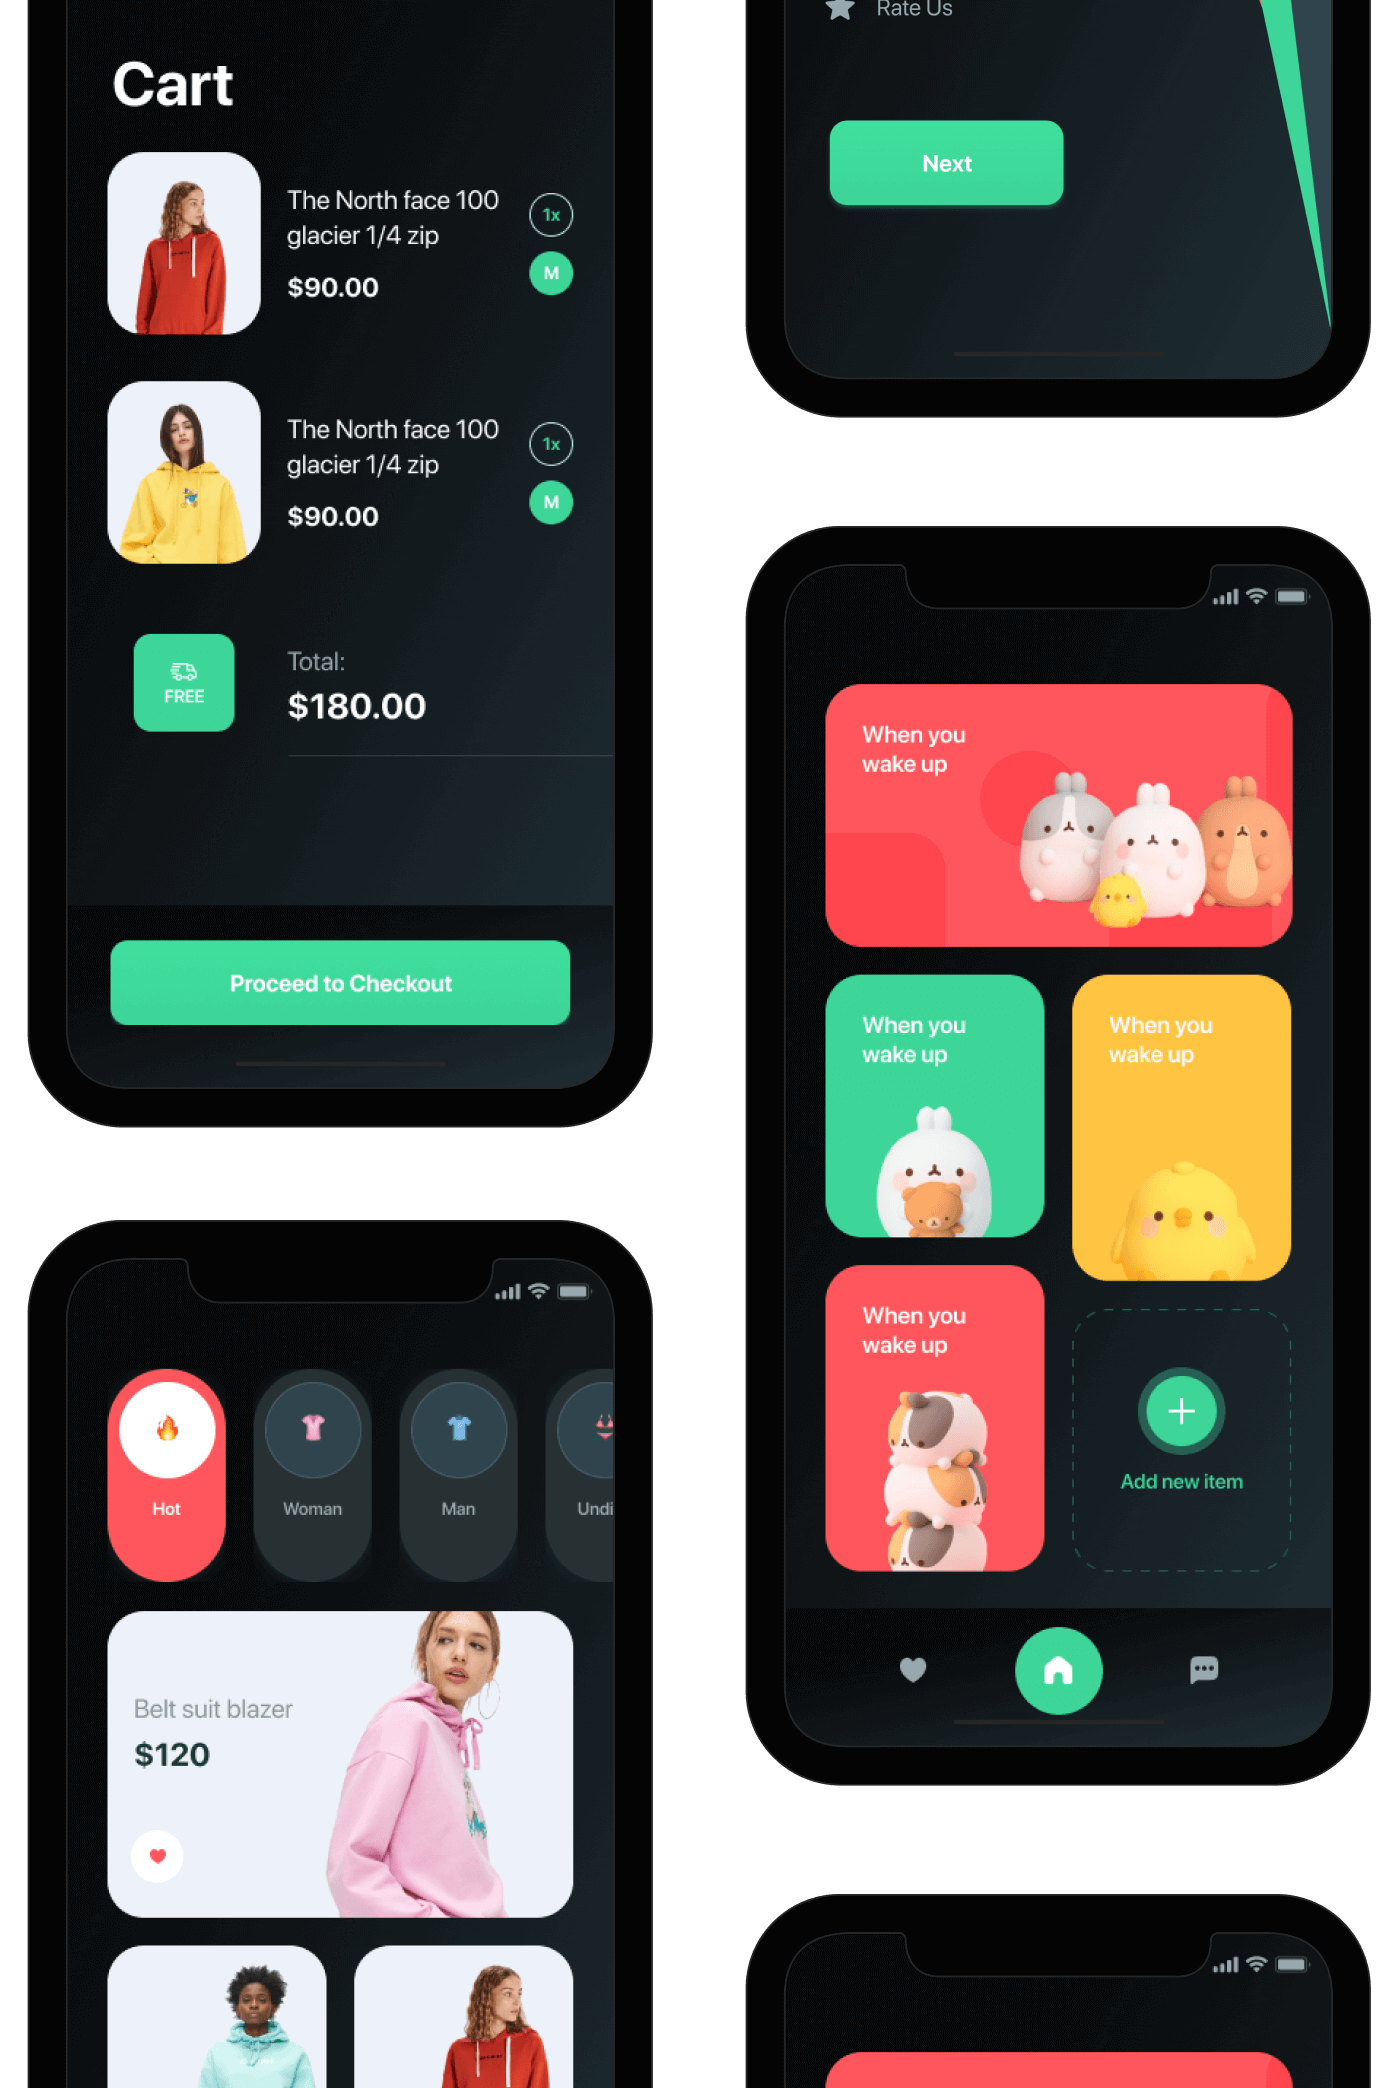 Cart
The North face 100
glacier 1/4 zip
$90.00
1x
M
The North face 100
glacier 1/4 zip
$90.00
1x
M
FREE
Total:
$180.00
Proceed to Checkout
Hot
Woman
Man
Undi
Belt suit blazer
$120
Rate Us
Next
When you
wake up
When you
wake up
When you
wake up
When you
wake up
Add new item